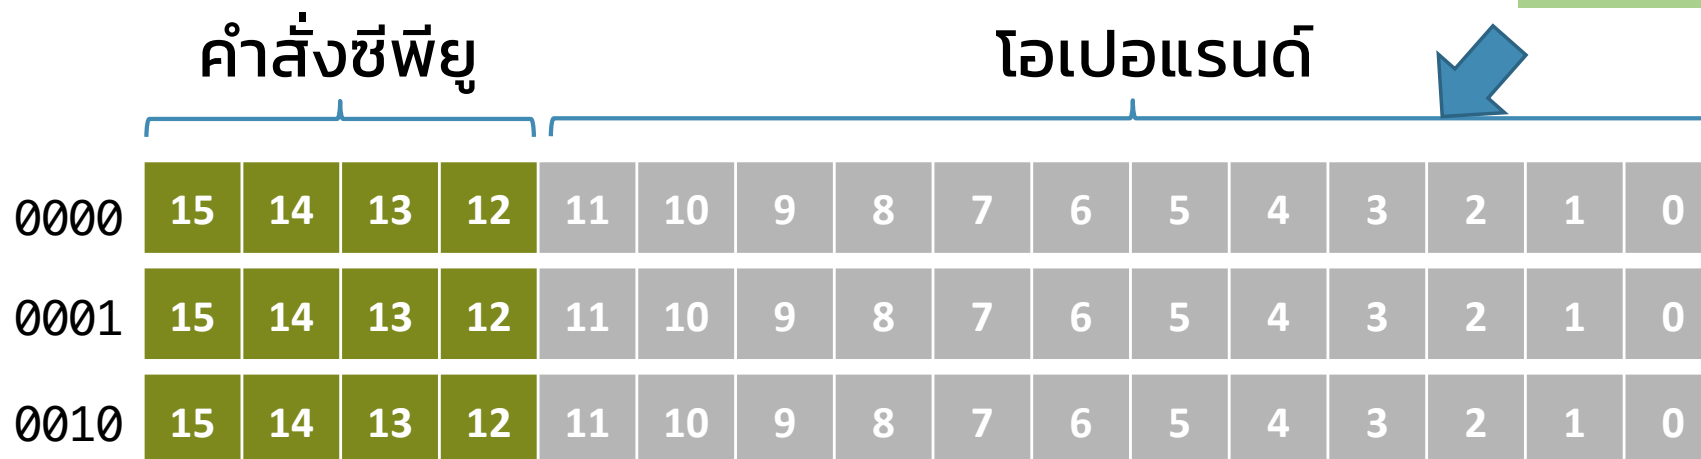 คำสั่งซีพียู โอเปอแรนด์
0000 15 14 13 12 11 10 9 8 7 6 5 4 3 2 1 0
0001 15 14 13 12 11 10 9 8 7 6 5 4 3 2 1 0
0010 15 14 13 12 11 10 9 8 7 6 5 4 3 2 1 0